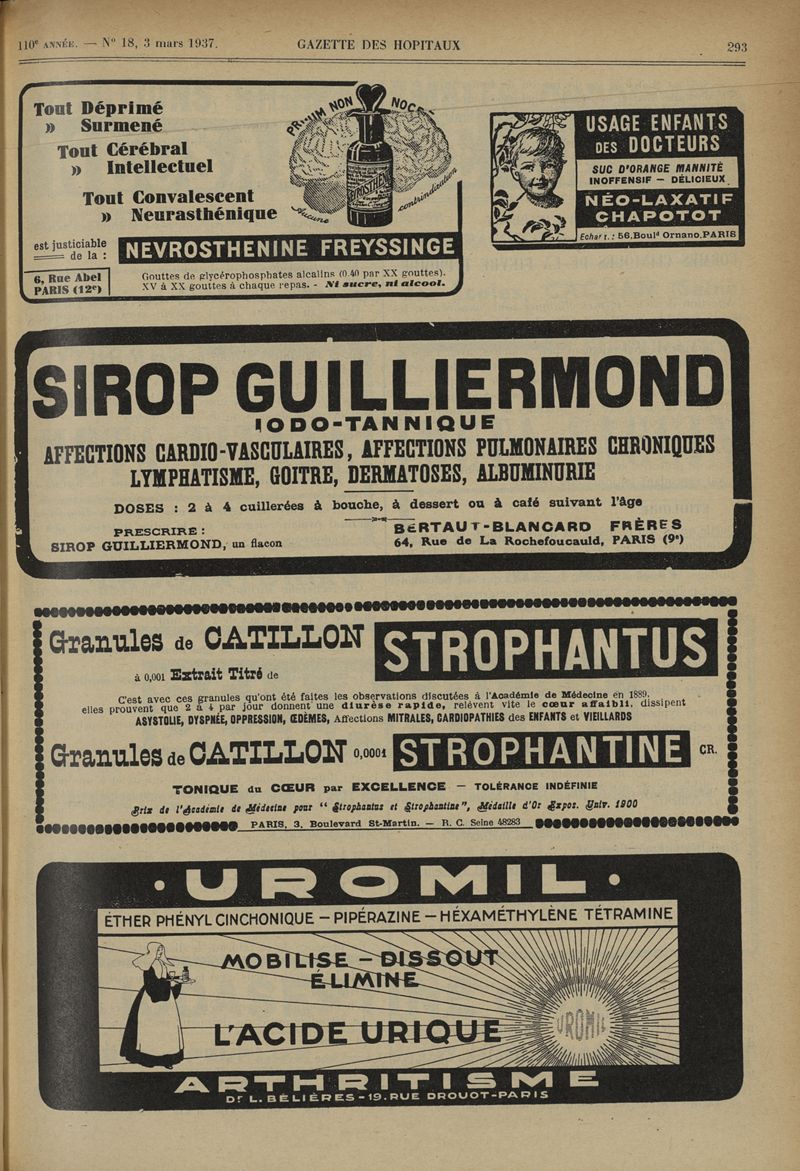 110e ANNÉE. — N° 18, 3 mars 1937.
GAZETTE DES HOPITAUX
293
Tout Déprimé
» Surmené
Tout Cérébral
» Intellectuel
Tout Convalescent
» Neurasthénique
PRIMUM NON NOCERE
Aucune contrindication
est justiciable
de la :
NEVROSTHENINE FREYSSINGE
6, Rue Abel
PARIS (12e)
Gouttes de glycérophosphates alcalins (0.40 par XX gouttes).
XV à XX gouttes à chaque repas. - Ni sucre, ni alcool.
USAGE ENFANTS
DES DOCTEURS
SUC D'ORANGE MANNITÉ
INOFFENSIF — DÉLICIEUX
NÉO-LAXATIF
CHAPOTOT
Echant. : 56, Bould Ornano, PARIS
SIROP GUILLIERMOND
IODO-TANNIQUE
AFFECTIONS CARDIO-VASCULAIRES, AFFECTIONS PULMONAIRES CHRONIQUES
LYMPHATISME, GOITRE, DERMATOSES, ALBUMINURIE
DOSES : 2 à 4 cuillerées à bouche, à dessert ou à café suivant l'âge
PRESCRIRE :
SIROP GUILLIERMOND, un flacon
BERTAUT-BLANCARD FRÈRES
64, Rue de La Rochefoucauld, PARIS (9e)
Granules de CATILLON
à 0,001 Extrait Titré de
STROPHANTUS
C'est avec ces granules qu'ont été faites les observations discutées à l'Académie de Médecine en 1889,
elles prouvent que 2 à 4 par jour donnent une diurèse rapide, relèvent vite le cœur affaibli, dissipent
ASYSTOLIE, DYSPNÉE, OPPRESSION, ŒDÈMES, Affections MITRALES, CARDIOPATHIES des ENFANTS et VIEILLARDS
Granules de CATILLON 0,0001 STROPHANTINE CR.
TONIQUE du CŒUR par EXCELLENCE — TOLÉRANCE INDÉFINIE
Prix de l'Académie de Médecine pour " Strophantus et Strophantine ", Médaille d'Or Expos. Univ. 1900
PARIS, 3, Boulevard St-Martin. — R. C. Seine 48283
· UROMIL ·
ÉTHER PHÉNYL CINCHONIQUE — PIPÉRAZINE — HÉXAMÉTHYLÈNE TÉTRAMINE
MOBILISE — DISSOUT
ÉLIMINE
L'ACIDE URIQUE
UROMIL
ARTHRITISME
Dr L. BÉLIÈRES - 19, RUE DROUOT - PARIS